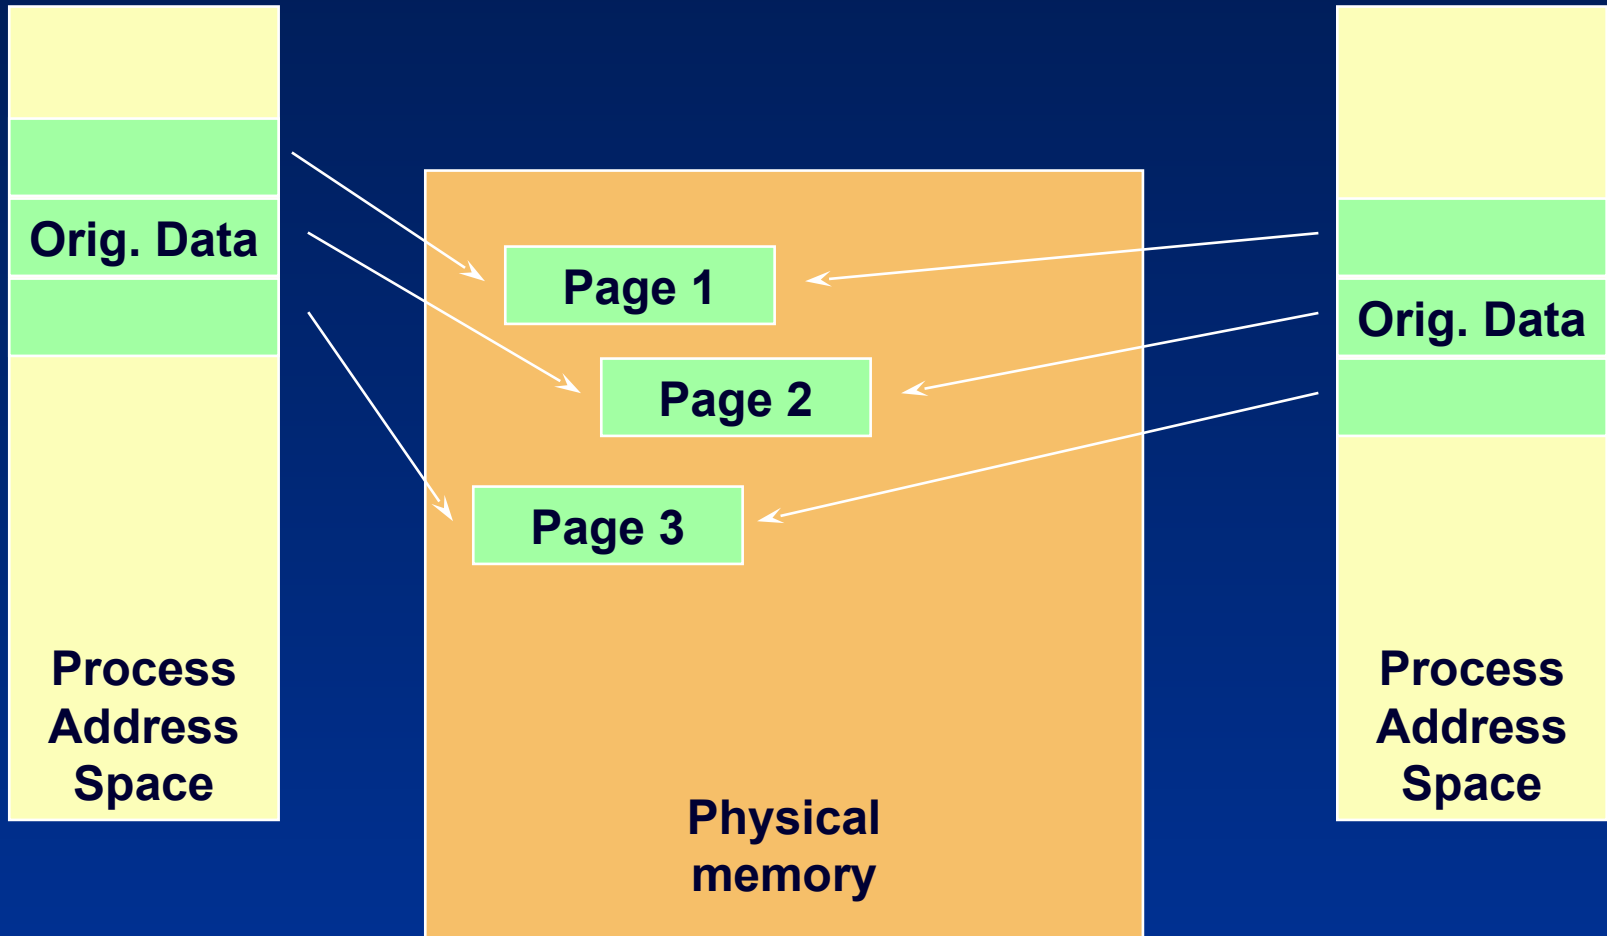 Orig. Data
Process
Address
Space
Page 1
Page 2
Page 3
Physical
memory
Orig. Data
Process
Address
Space